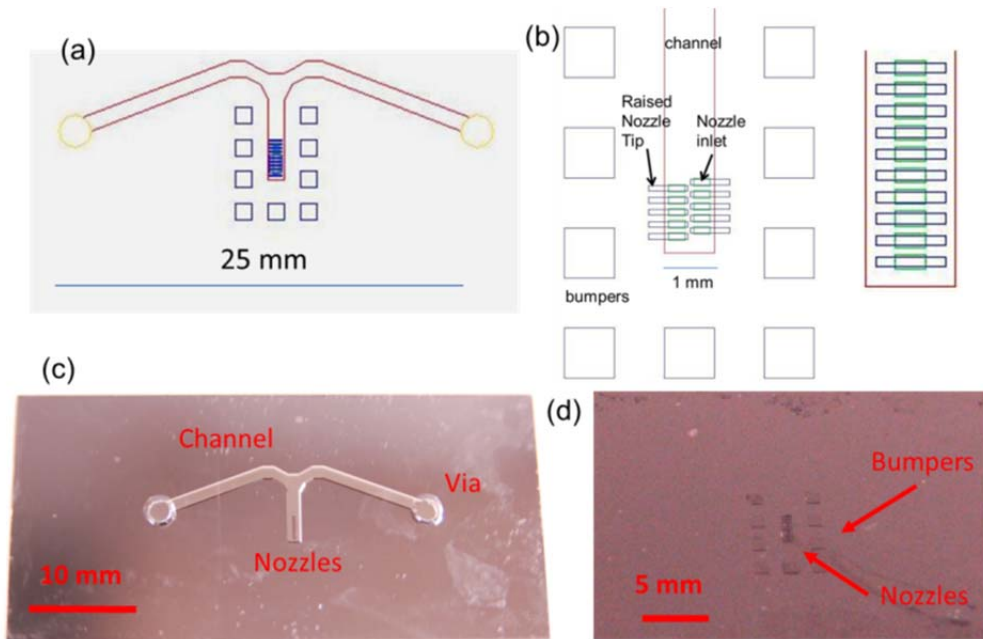 (a)
25 mm
(b)
channel
Raised
Nozzle
Tip
Nozzle
inlet
1 mm
bumpers
(c)
Channel
Via
Nozzles
10 mm
(d)
Bumpers
Nozzles
5 mm